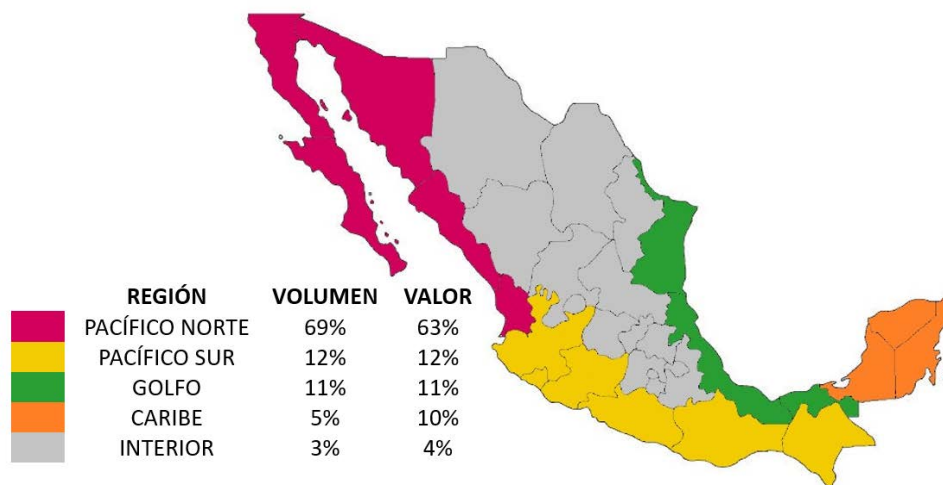 REGIÓN VOLUMEN VALOR
PACÍFICO NORTE 69% 63%
PACÍFICO SUR 12% 12%
GOLFO 11% 11%
CARIBE 5% 10%
INTERIOR 3% 4%